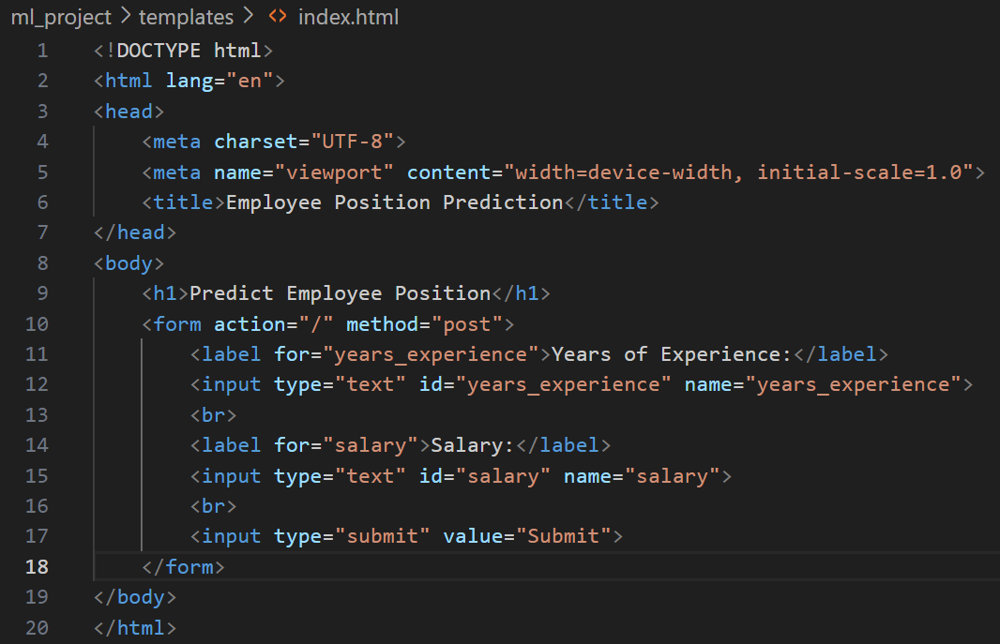 ml_project > templates > <> index.html
1 <!DOCTYPE html>
2 <html lang="en">
3 <head>
4     <meta charset="UTF-8">
5     <meta name="viewport" content="width=device-width, initial-scale=1.0">
6     <title>Employee Position Prediction</title>
7 </head>
8 <body>
9     <h1>Predict Employee Position</h1>
10     <form action="/" method="post">
11         <label for="years_experience">Years of Experience:</label>
12         <input type="text" id="years_experience" name="years_experience">
13         <br>
14         <label for="salary">Salary:</label>
15         <input type="text" id="salary" name="salary">
16         <br>
17         <input type="submit" value="Submit">
18     </form>
19 </body>
20 </html>